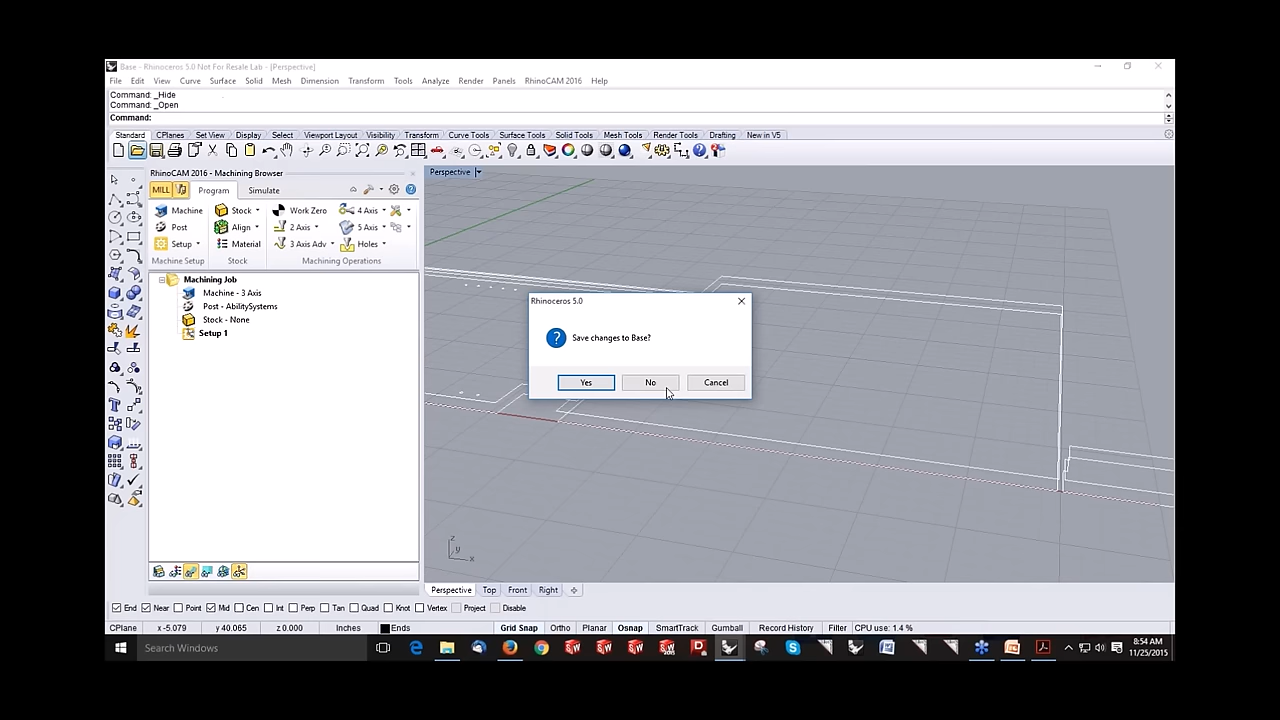 Base - Rhinoceros 5.0 Not For Resale Lab - [Perspective]
File Edit View Curve Surface Solid Mesh Dimension Transform Tools Analyze Render Panels RhinoCAM 2016 Help
Command: _Hide
Command: _Open
Command:
Standard CPlanes Set View Display Select Viewport Layout Visibility Transform Curve Tools Surface Tools Solid Tools Mesh Tools Render Tools Drafting New in V5
RhinoCAM 2016 - Machining Browser
MILL Program Simulate
Machine Stock Work Zero 4 Axis
Post Align 2 Axis 5 Axis
Setup Material 3 Axis Adv Holes
Machine Setup Stock Machining Operations
Machining Job
Machine - 3 Axis
Post - AbilitySystems
Stock - None
Setup 1
Perspective
Rhinoceros 5.0
Save changes to Base?
Yes No Cancel
z
y
x
Perspective Top Front Right
End Near Point Mid Cen Int Perp Tan Quad Knot Vertex Project Disable
CPlane x -5.079 y 40.065 z 0.000 Inches Ends Grid Snap Ortho Planar Osnap SmartTrack Gumball Record History Filter CPU use: 1.4 %
Search Windows
8:54 AM
11/25/2015